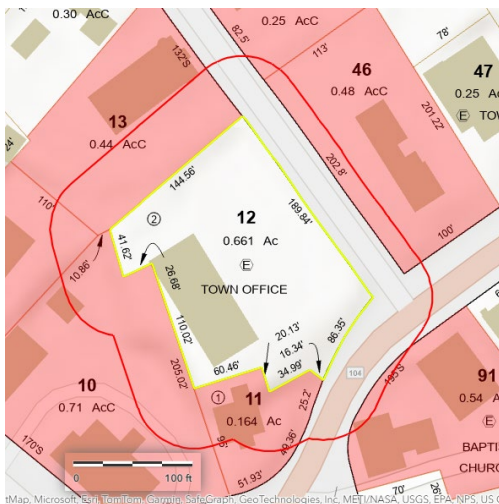 0.30 AcC
82.5'
0.25 AcC
113'
78'
132'S
46
0.48 AcC
47
0.25 Ac
E TOW
13
0.44 AcC
201.22'
24'
144.56'
202.8'
110'
2
12
0.661 Ac
189.84'
100'
41.62'
E
10.86'
26.68'
TOWN OFFICE
20.13'
86.35'
110.02'
16.34'
60.46'
34.99'
104
205.02'
195'S
10
0.71 AcC
1
11
0.164 Ac
25.2'
91
0.54 A
E
49.36'
BAPTI
CHURC
170'S
51.93'
0
100 ft
70'
26'
tMap, Microsoft, Esri, TomTom, Garmin, SafeGraph, GeoTechnologies, Inc, METI/NASA, USGS, EPA, NPS, USC